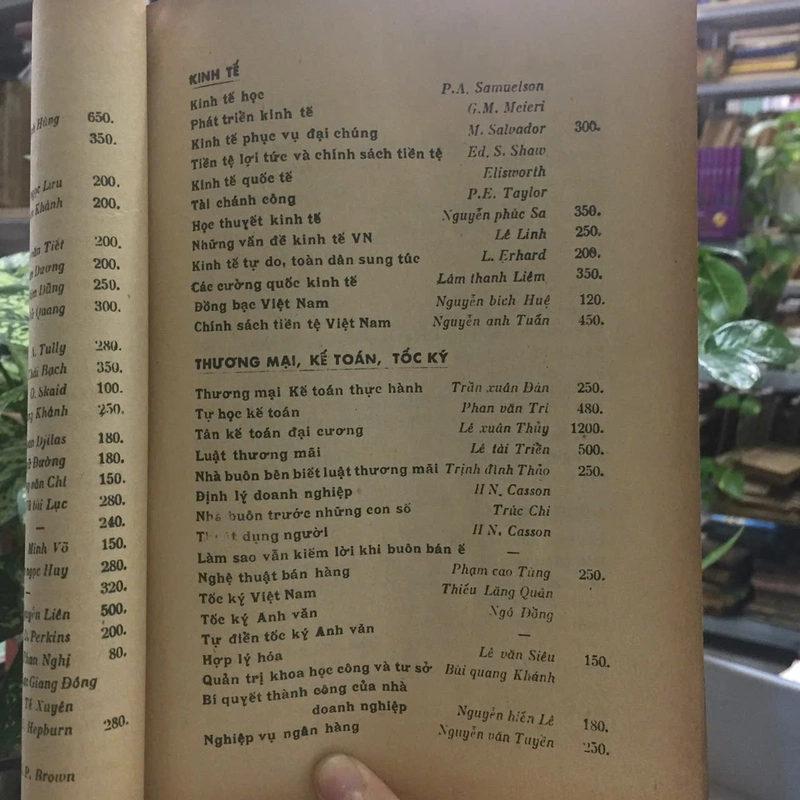 Hùng 650.
350.
Lưu 200.
Khánh 200.
Tiết 200.
Dương 200.
Dũng 250.
Quang 300.
Tully 280.
Bạch 350.
O. Skaid 100.
Khánh 250.
Djilas 180.
Đường 180.
văn Chi 150.
Lục 280.
— 240.
Minh Võ 150.
Huy 280.
— 320.
Liên 500.
Perkins 200.
Nghị 80.
Giang Đông
Tế Xuyên
Hepburn 280.
P. Brown
KINH TẾ
Kinh tế học P.A. Samuelson
Phát triển kinh tế G.M. Meieri
Kinh tế phục vụ đại chúng M. Salvador 300.
Tiền tệ lợi tức và chính sách tiền tệ Ed. S. Shaw
Kinh tế quốc tế Elisworth
Tài chánh công P.E. Taylor
Học thuyết kinh tế Nguyễn phúc Sa 350.
Những vấn đề kinh tế VN Lê Linh 250.
Kinh tế tự do, toàn dân sung túc L. Erhard 200.
Các cường quốc kinh tế Lâm thanh Liêm 350.
Đồng bạc Việt Nam Nguyễn bích Huệ 120.
Chính sách tiền tệ Việt Nam Nguyễn anh Tuấn 450.
THƯƠNG MẠI, KẾ TOÁN, TỐC KÝ
Thương mại Kế toán thực hành Trần xuân Đàn 250.
Tự học kế toán Phan văn Trí 480.
Tân kế toán đại cương Lê xuân Thủy 1200.
Luật thương mãi Lê tài Triển 500.
Nhà buôn bên biết luật thương mãi Trịnh đình Thảo 250.
Định lý doanh nghiệp H N. Casson
Nhà buôn trước những con số Trúc Chi
dụng người H N. Casson
Làm sao vẫn kiếm lời khi buôn bán ế —
Nghệ thuật bán hàng Phạm cao Tùng 250.
Tốc ký Việt Nam Thiếu Lăng Quân
Tốc ký Anh văn Ngô Đồng
Tự điển tốc ký Anh văn —
Hợp lý hóa Lê văn Siêu 150.
Quản trị khoa học công và tư sở Bùi quang Khánh
Bí quyết thành công của nhà
doanh nghiệp Nguyễn hiến Lê 180.
Nghiệp vụ ngân hàng Nguyễn văn Tuyền 250.